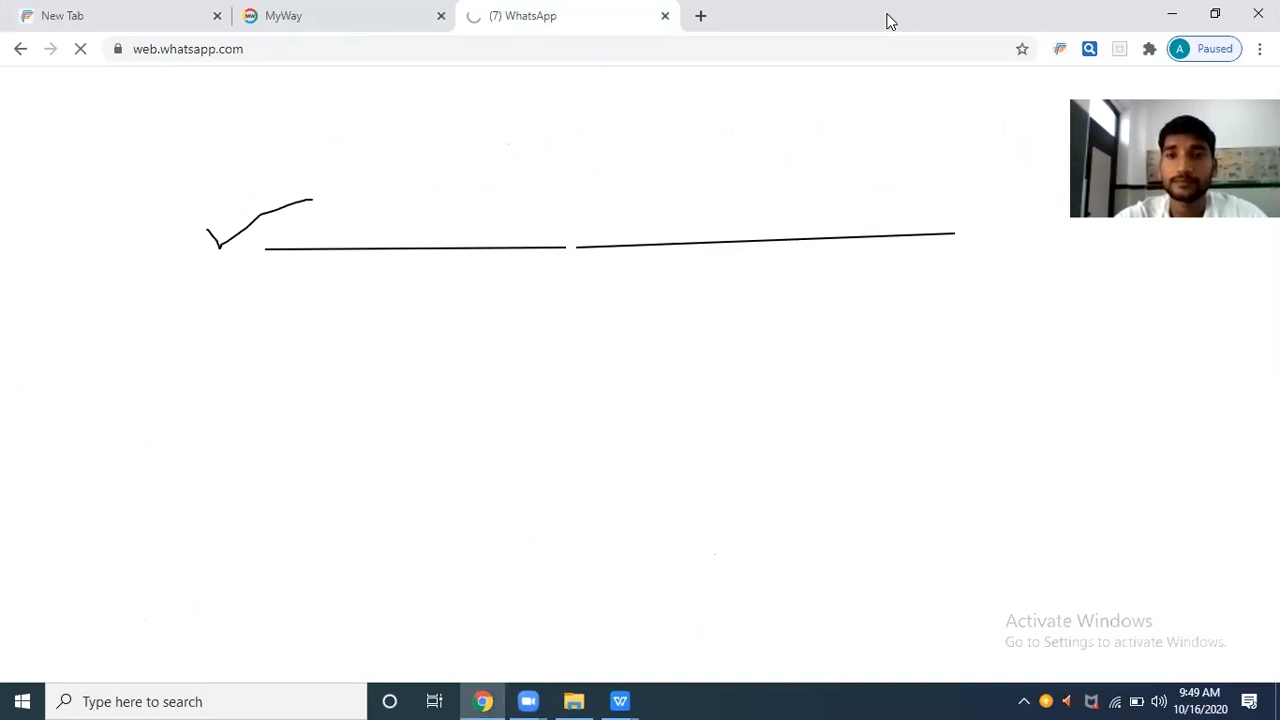 New Tab
MyWay
(7) WhatsApp
web.whatsapp.com
A Paused
Activate Windows
Go to Settings to activate Windows.
Type here to search
9:49 AM
10/16/2020